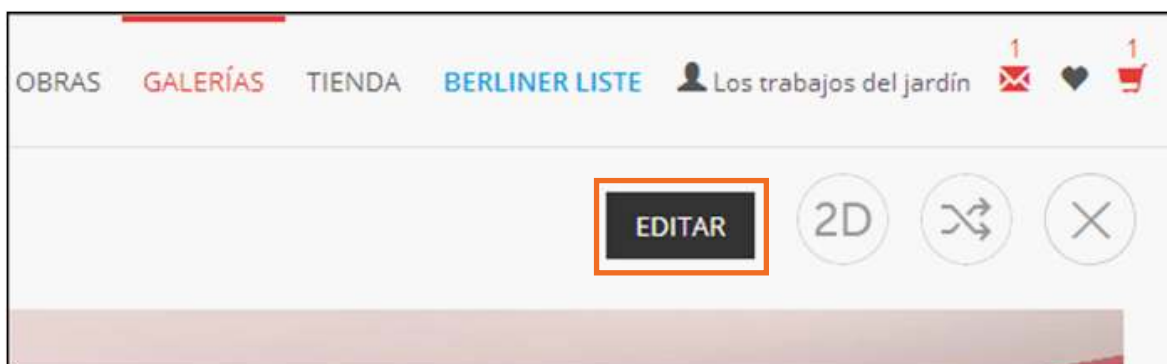 1 1
OBRAS GALERÍAS TIENDA BERLINER LISTE Los trabajos del jardín
EDITAR 2D